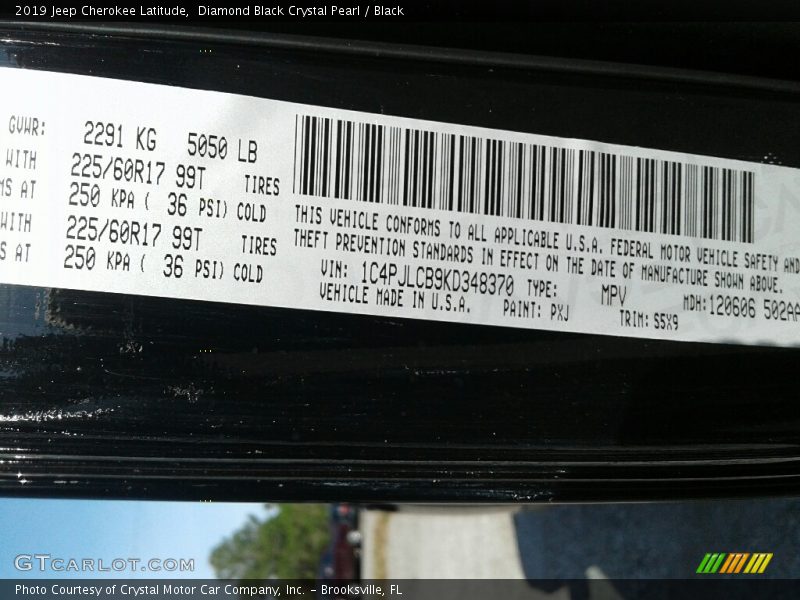 2019 Jeep Cherokee Latitude, Diamond Black Crystal Pearl / Black
GVWR: 2291 KG 5050 LB
WITH 225/60R17 99T TIRES
AT 250 KPA ( 36 PSI) COLD
WITH 225/60R17 99T TIRES
AT 250 KPA ( 36 PSI) COLD
THIS VEHICLE CONFORMS TO ALL APPLICABLE U.S.A. FEDERAL MOTOR VEHICLE SAFETY AND
THEFT PREVENTION STANDARDS IN EFFECT ON THE DATE OF MANUFACTURE SHOWN ABOVE.
VIN: 1C4PJLCB9KD348370 TYPE: MPV MDH:120606 502AA
VEHICLE MADE IN U.S.A. PAINT: PXJ TRIM: S5X9
GTCARLOT.COM
Photo Courtesy of Crystal Motor Car Company, Inc. - Brooksville, FL